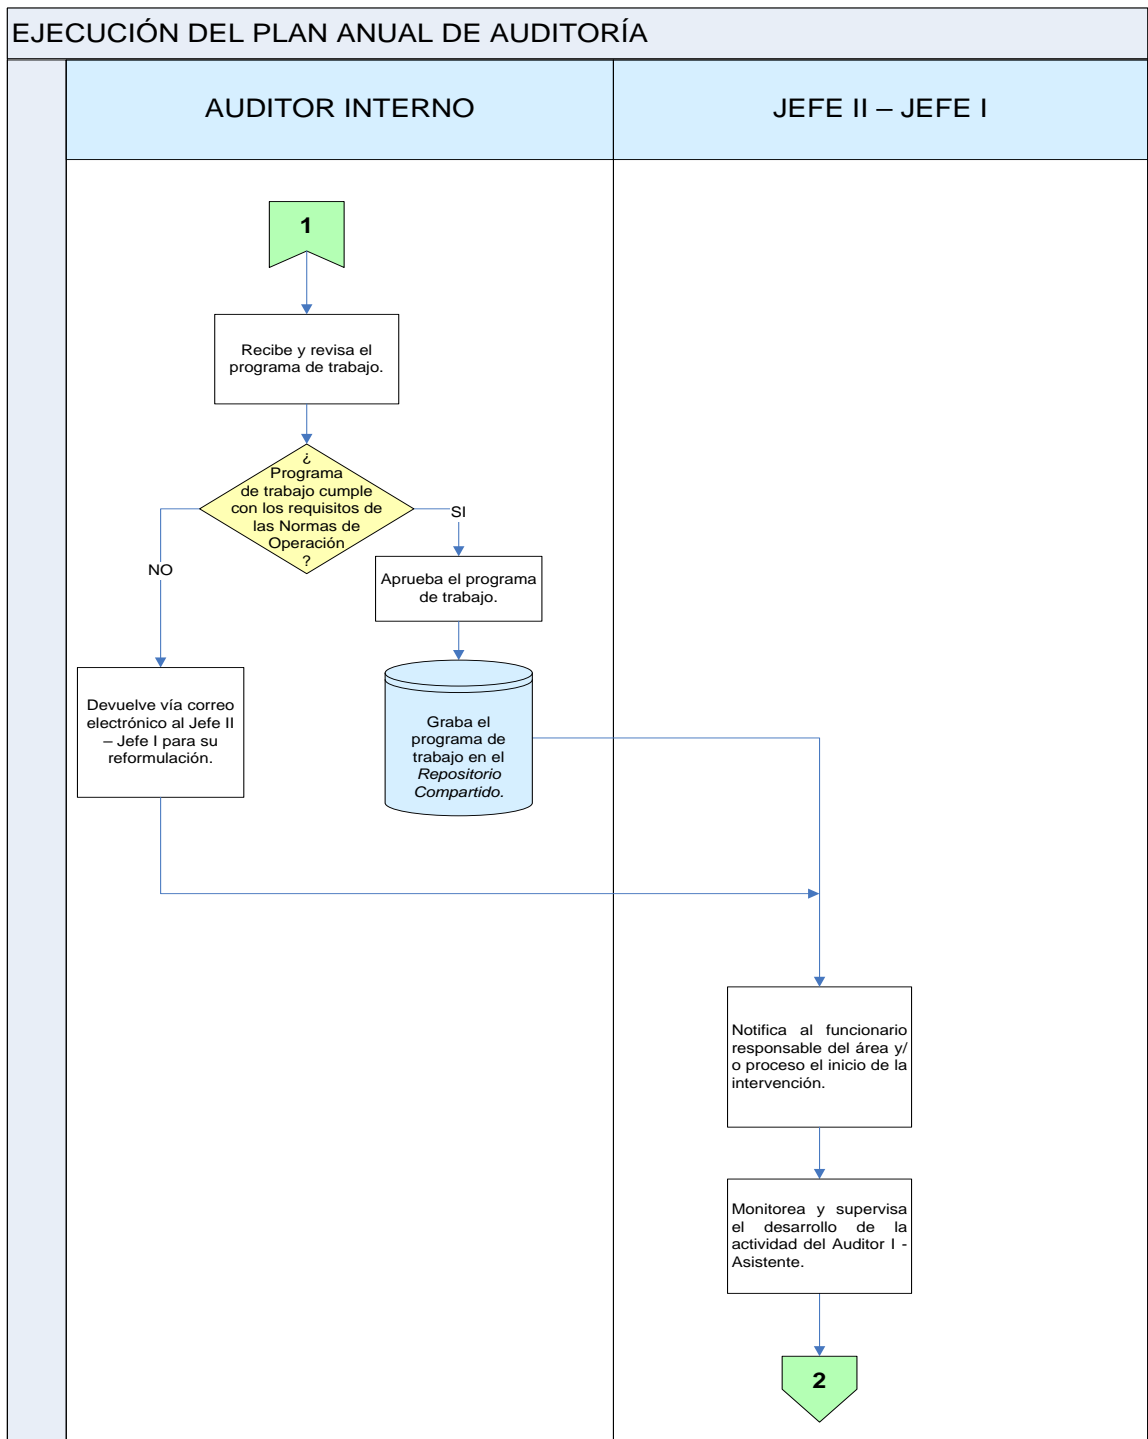 EJECUCIÓN DEL PLAN ANUAL DE AUDITORÍA
AUDITOR INTERNO
JEFE II – JEFE I
1
Recibe y revisa el
programa de trabajo.
¿
Programa
de trabajo cumple
con los requisitos de
las Normas de
Operación
?
SI
NO
Aprueba el programa
de trabajo.
Devuelve vía correo
electrónico al Jefe II
– Jefe I para su
reformulación.
Graba el
programa de
trabajo en el
Repositorio
Compartido.
Notifica al funcionario
responsable del área y/
o proceso el inicio de la
intervención.
Monitorea y supervisa
el desarrollo de la
actividad del Auditor I -
Asistente.
2